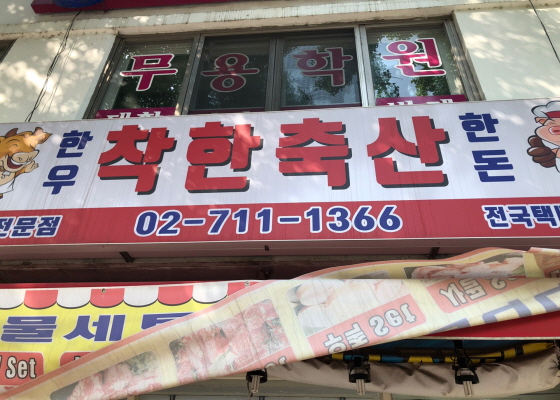 무용학원
한우 착한축산 한돈
전문점 02-711-1366 전국택
물세트
Set Set